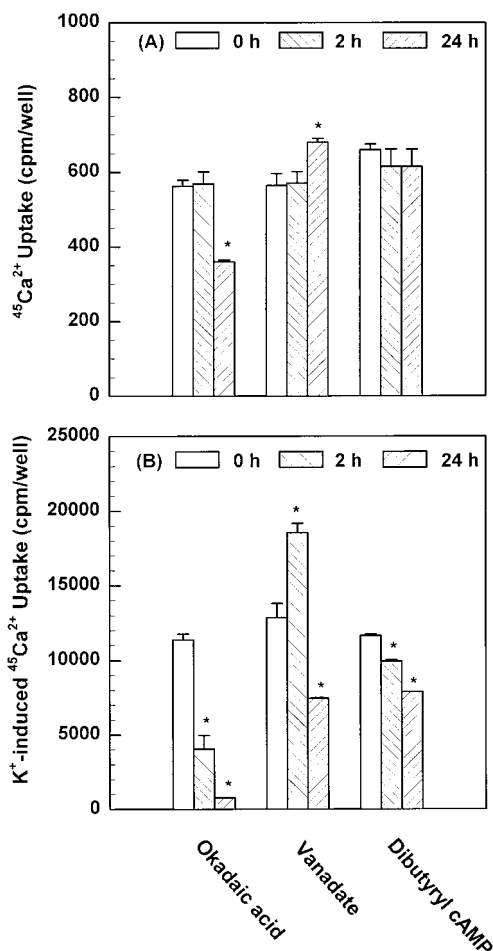 1000
(A) 0 h 2 h 24 h
800
600
400
200
0
⁴⁵Ca²⁺ Uptake (cpm/well)
*
*
25000
(B) 0 h 2 h 24 h
20000
15000
10000
5000
0
K⁺-induced ⁴⁵Ca²⁺ Uptake (cpm/well)
*
*
*
*
*
*
Okadaic acid
Vanadate
Dibutyryl cAMP